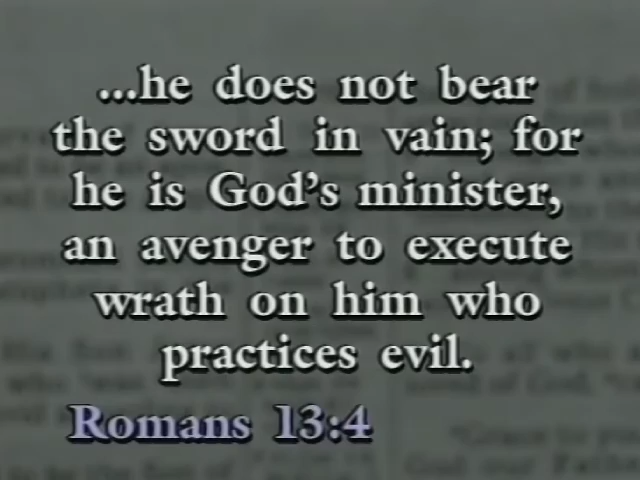 ...he does not bear
the sword in vain; for
he is God's minister,
an avenger to execute
wrath on him who
practices evil.
Romans 13:4